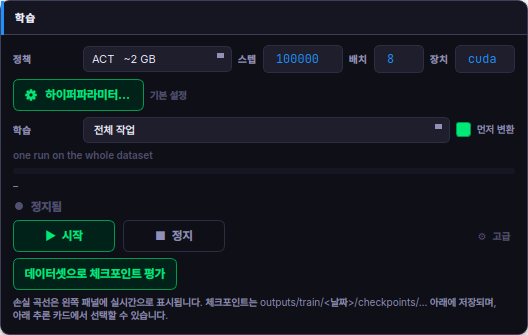 학습
정책 ACT ~2 GB 스텝 100000 배치 8 장치 cuda
하이퍼파라미터... 기본 설정
학습 전체 작업 먼저 변환
one run on the whole dataset
–
정지됨
시작 정지 고급
데이터셋으로 체크포인트 평가
손실 곡선은 왼쪽 패널에 실시간으로 표시됩니다. 체크포인트는 outputs/train/<날짜>/checkpoints/... 아래에 저장되며,
아래 추론 카드에서 선택할 수 있습니다.